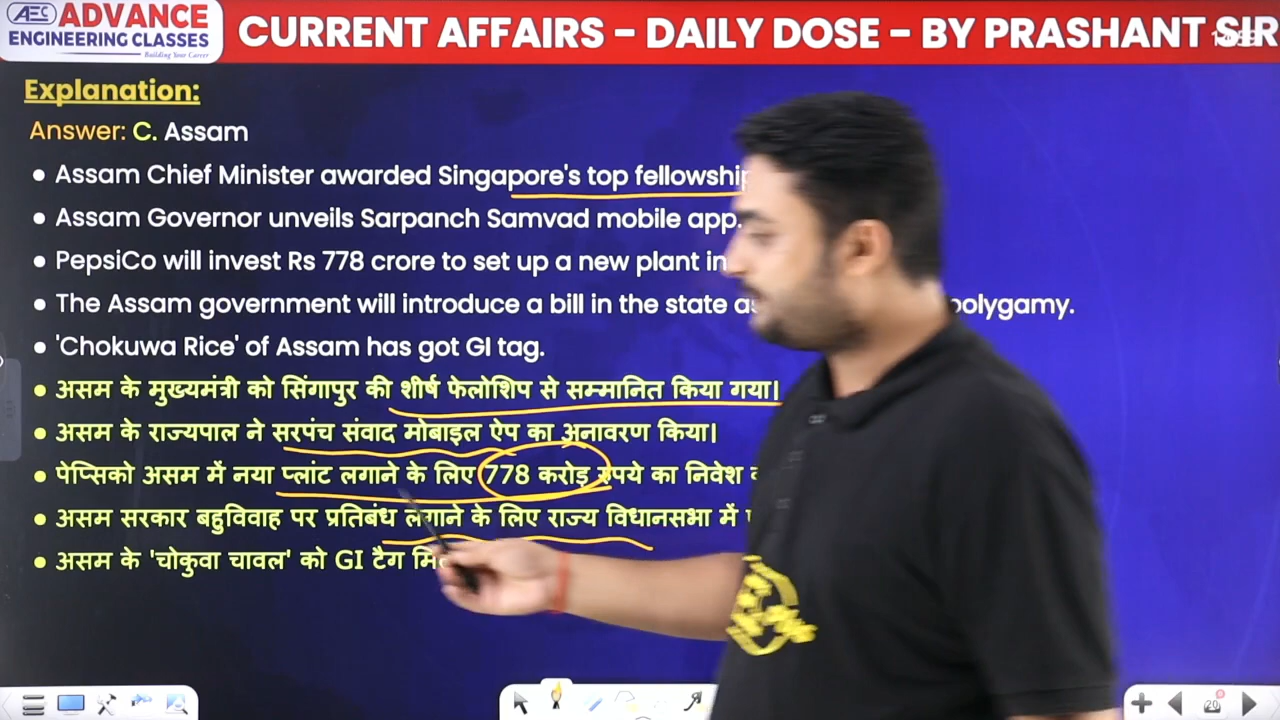 AEC ADVANCE
ENGINEERING CLASSES
Building Your Career
CURRENT AFFAIRS - DAILY DOSE - BY PRASHANT SIR
Explanation:
Answer: C. Assam
• Assam Chief Minister awarded Singapore's top fellowship
• Assam Governor unveils Sarpanch Samvad mobile app.
• PepsiCo will invest Rs 778 crore to set up a new plant in
• The Assam government will introduce a bill in the state polygamy.
• 'Chokuwa Rice' of Assam has got GI tag.
• असम के मुख्यमंत्री को सिंगापुर की शीर्ष फेलोशिप से सम्मानित किया गया।
• असम के राज्यपाल ने सरपंच संवाद मोबाइल ऐप का अनावरण किया।
• पेप्सिको असम में नया प्लांट लगाने के लिए 778 करोड़ रुपये का निवेश
• असम सरकार बहुविवाह पर प्रतिबंध लगाने के लिए राज्य विधानसभा में
• असम के 'चोकुवा चावल' को GI टैग
20